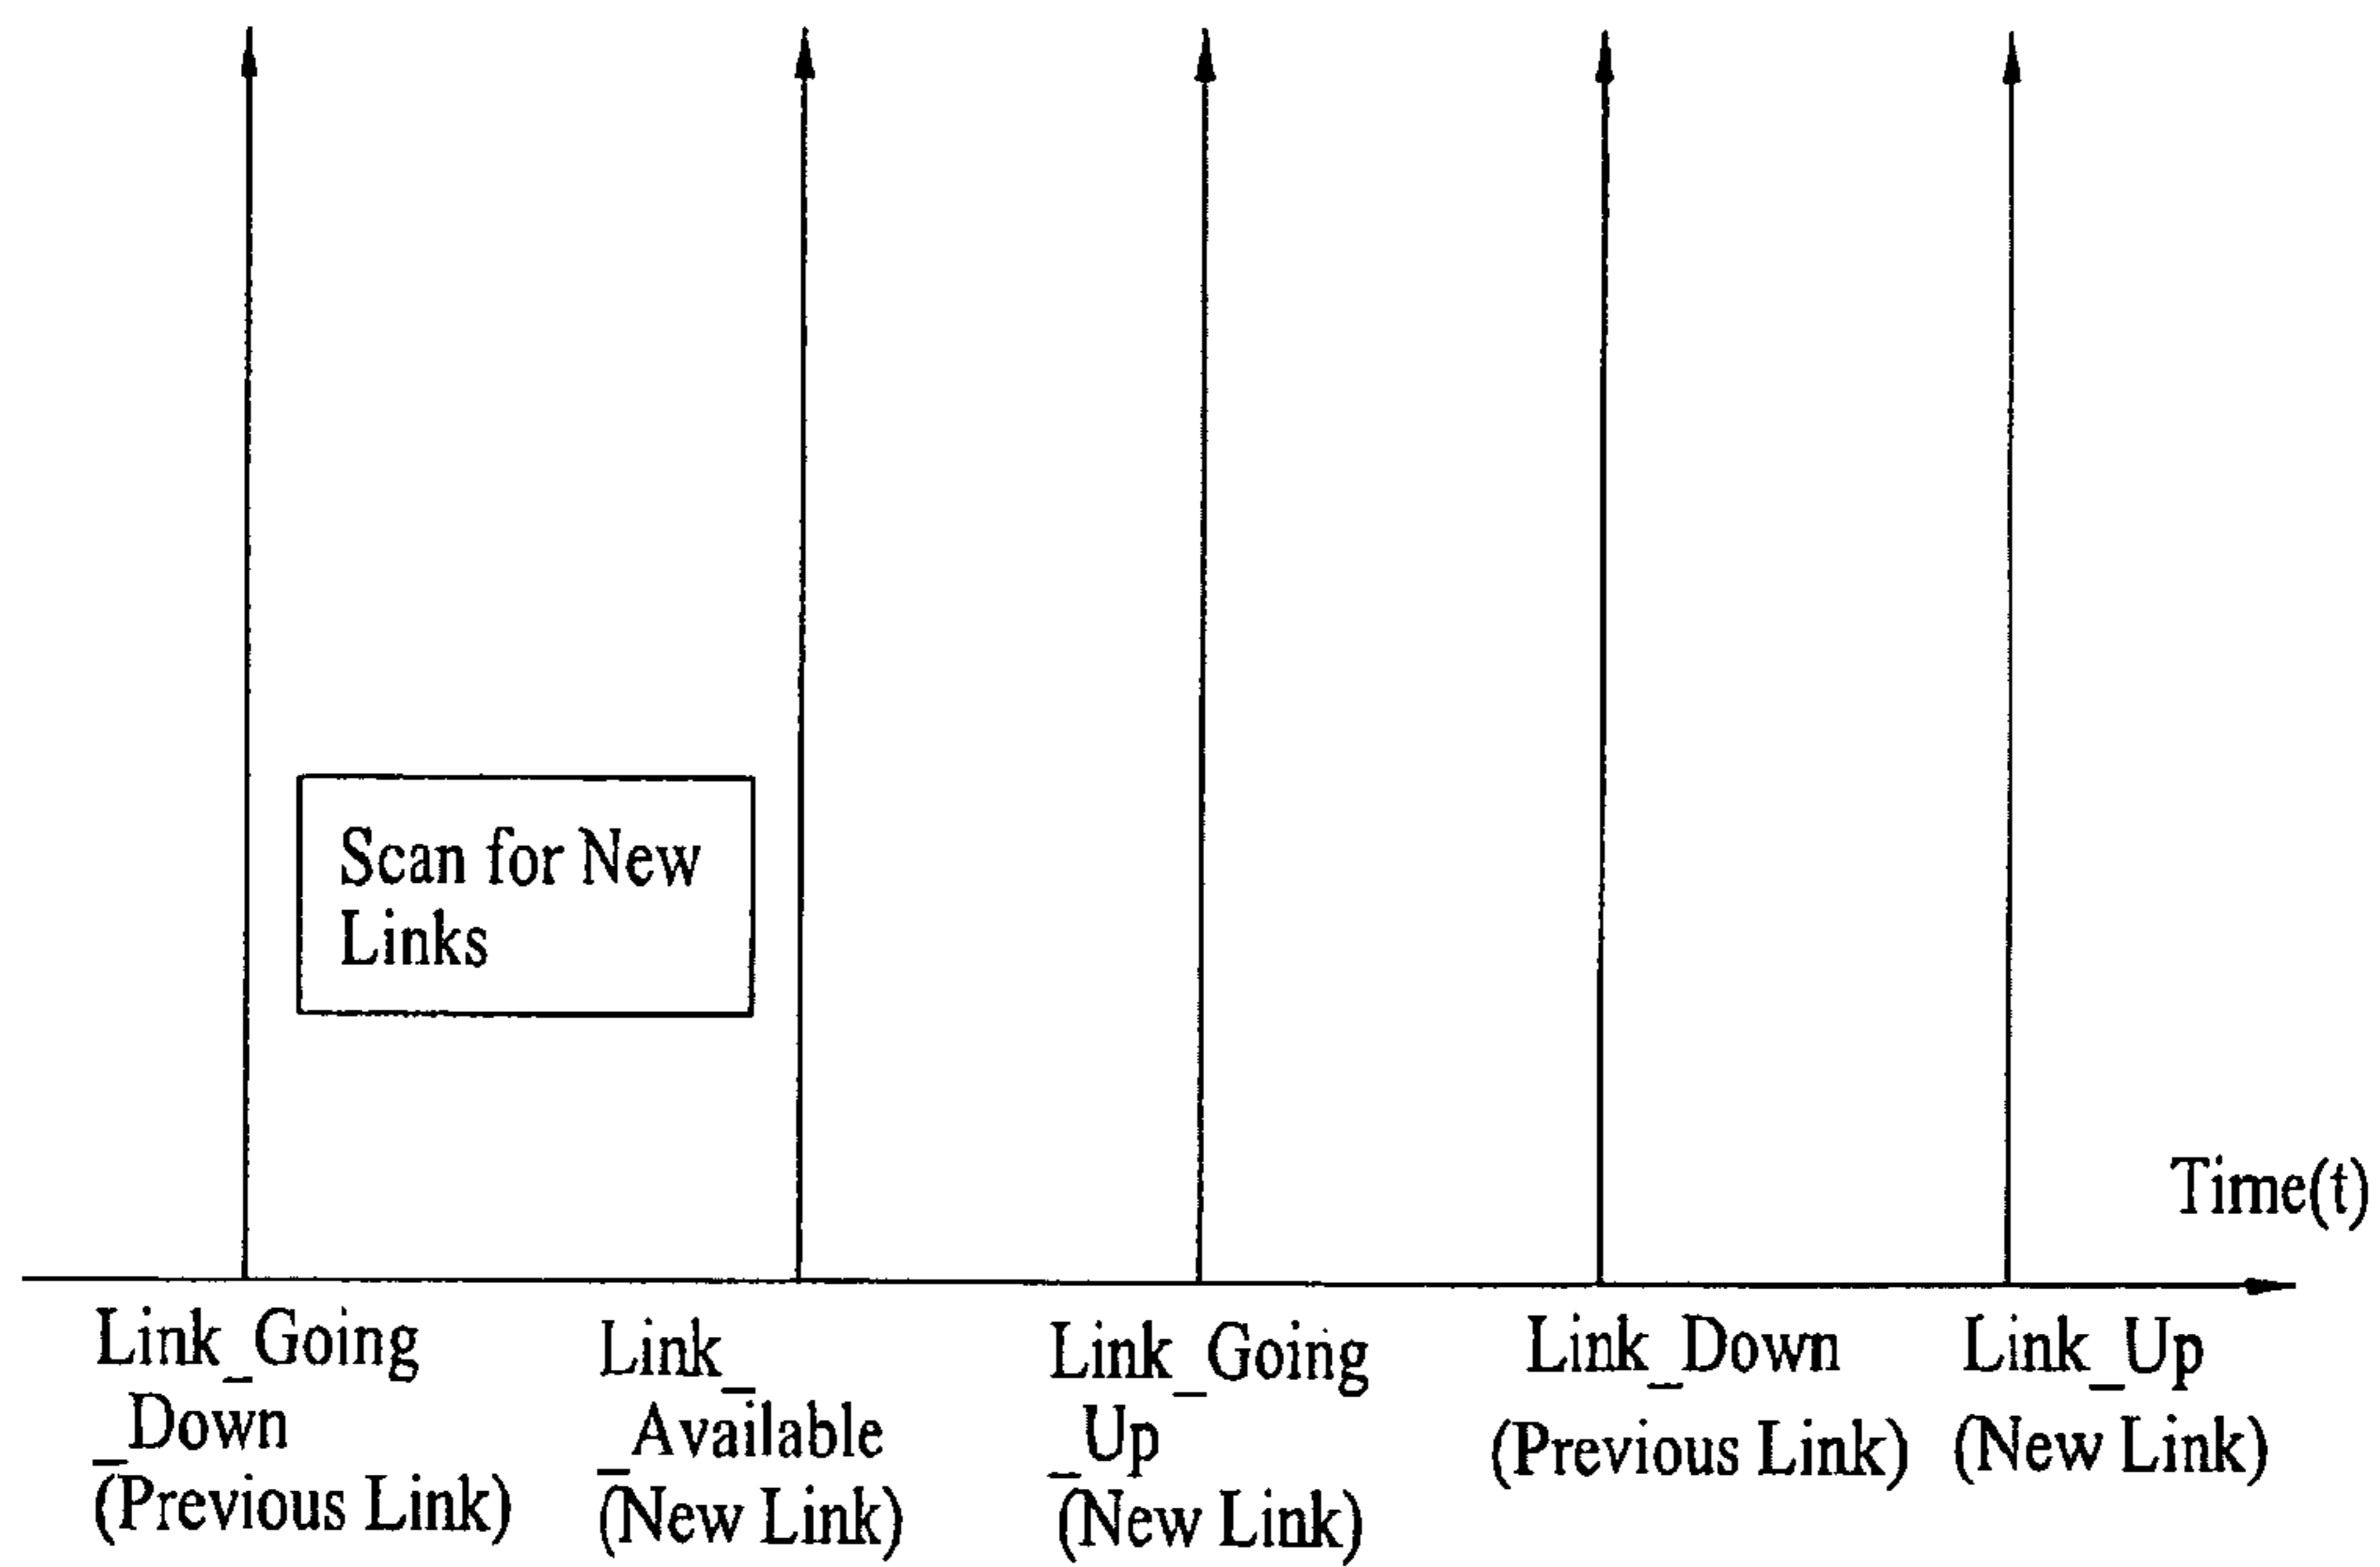 Scan for New
Links
Time(t)
Link_Going
_Down
(Previous Link)
Link_
_Available
(New Link)
Link_Going
_Up
(New Link)
Link_Down
(Previous Link)
Link_Up
(New Link)